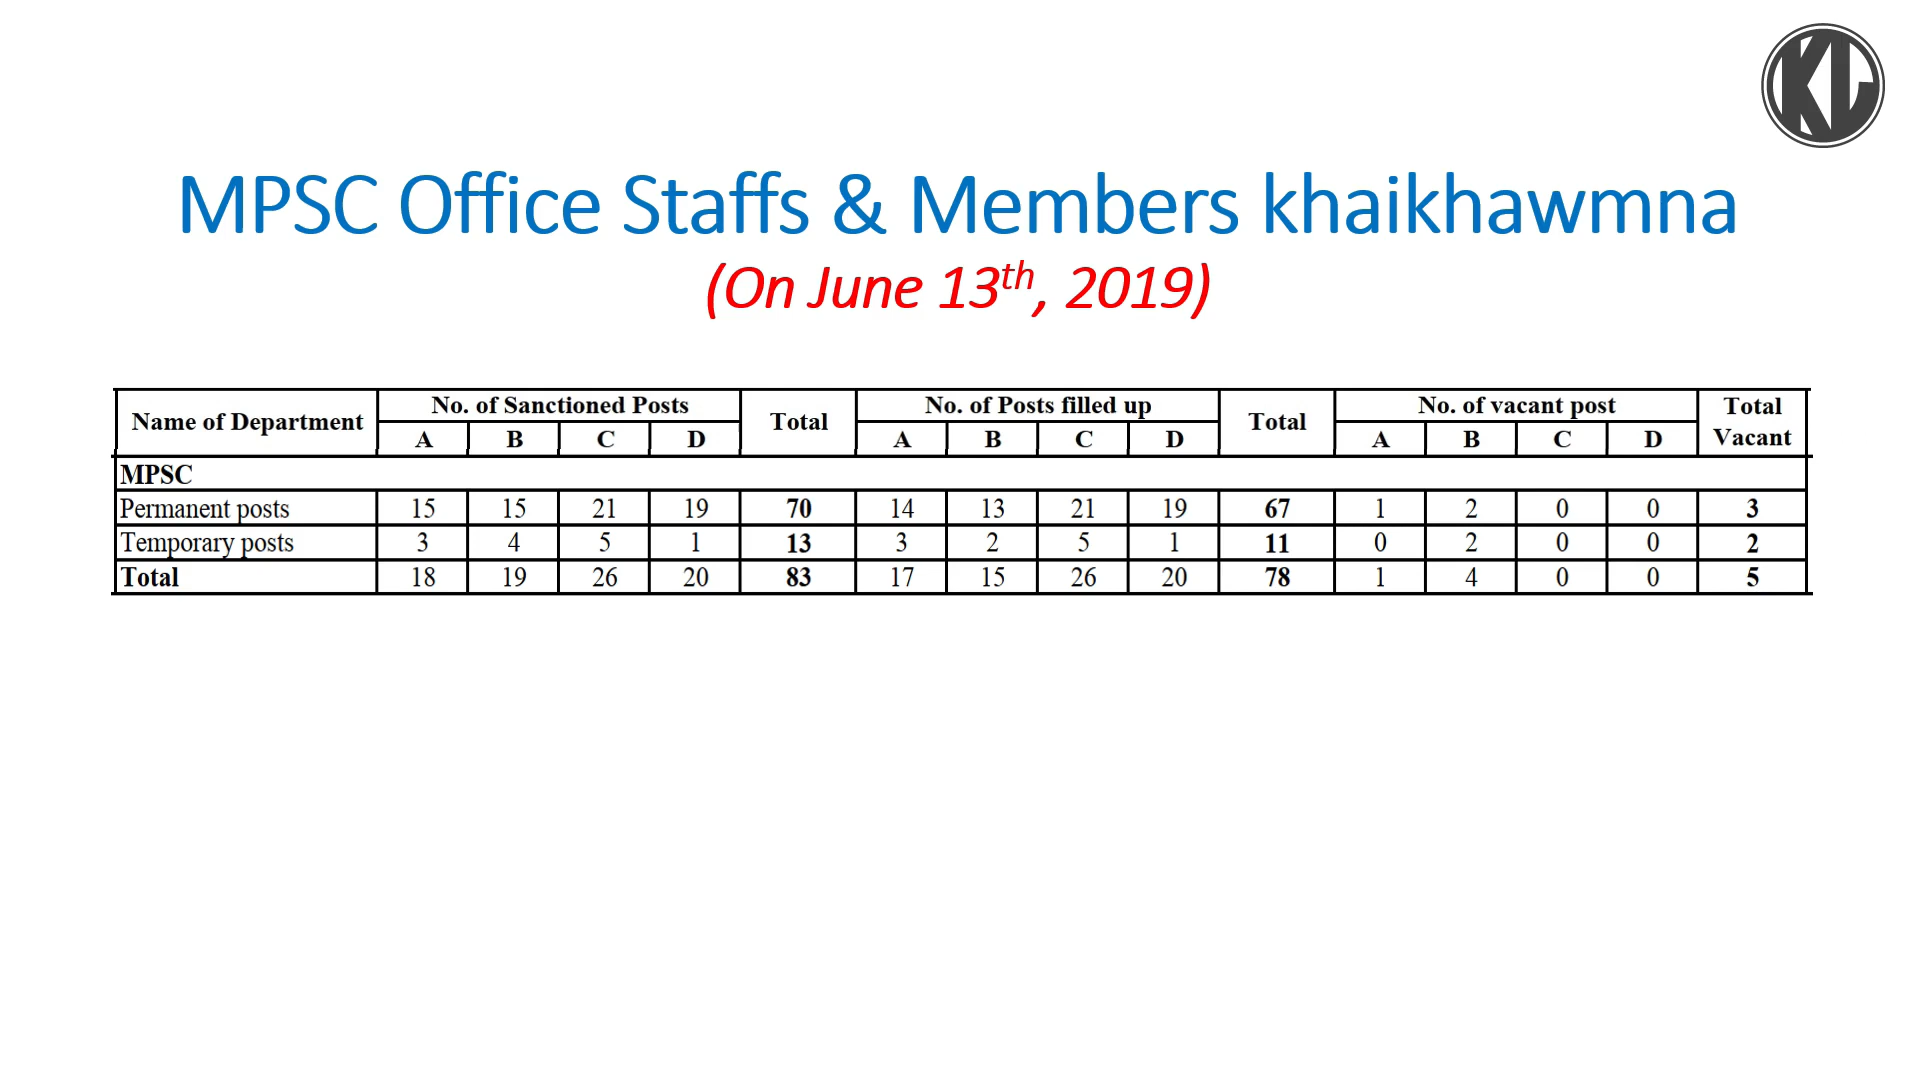 KL
MPSC Office Staffs & Members khaikhawmna
(On June 13th, 2019)
Name of Department No. of Sanctioned Posts Total No. of Posts filled up Total No. of vacant post Total Vacant
A B C D A B C D A B C D
MPSC
Permanent posts 15 15 21 19 70 14 13 21 19 67 1 2 0 0 3
Temporary posts 3 4 5 1 13 3 2 5 1 11 0 2 0 0 2
Total 18 19 26 20 83 17 15 26 20 78 1 4 0 0 5